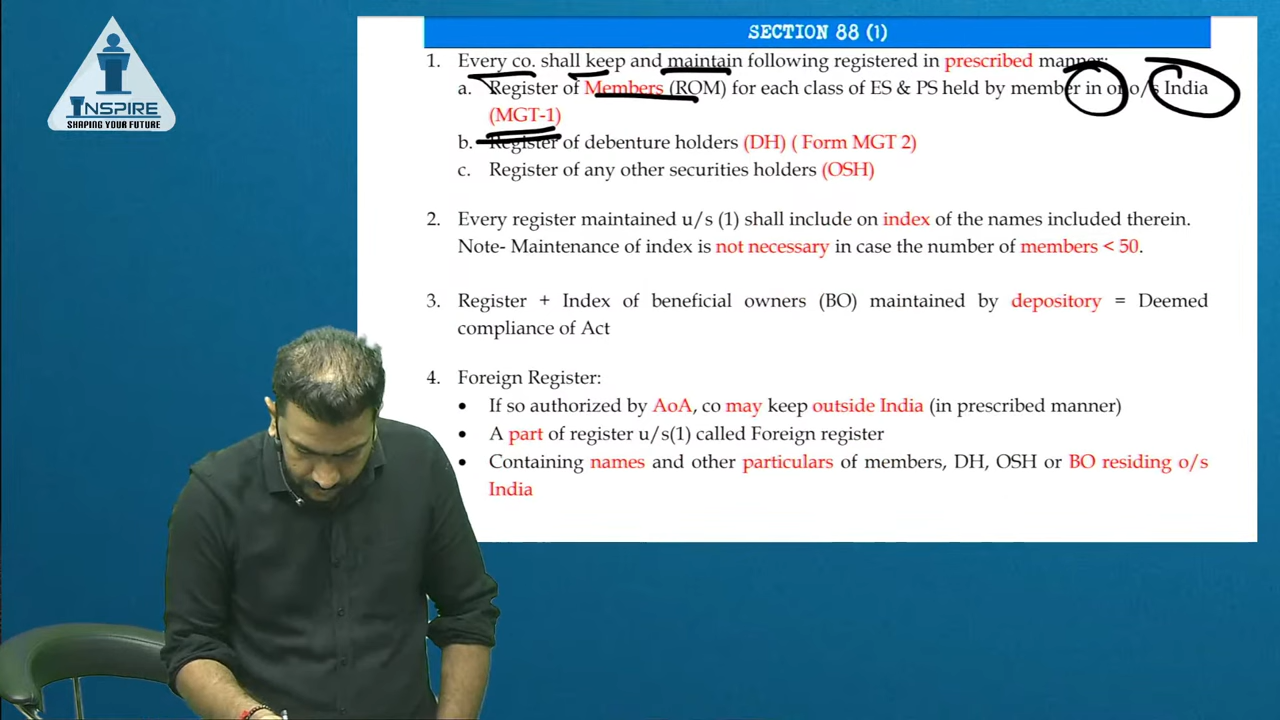 INSPIRE
SHAPING YOUR FUTURE
SECTION 88 (1)
1. Every co. shall keep and maintain following registered in prescribed manner:
a. Register of Members (ROM) for each class of ES & PS held by member in or o/s India
(MGT-1)
b. Register of debenture holders (DH) ( Form MGT 2)
c. Register of any other securities holders (OSH)
2. Every register maintained u/s (1) shall include on index of the names included therein.
Note- Maintenance of index is not necessary in case the number of members < 50.
3. Register + Index of beneficial owners (BO) maintained by depository = Deemed
compliance of Act
4. Foreign Register:
• If so authorized by AoA, co may keep outside India (in prescribed manner)
• A part of register u/s(1) called Foreign register
• Containing names and other particulars of members, DH, OSH or BO residing o/s
India